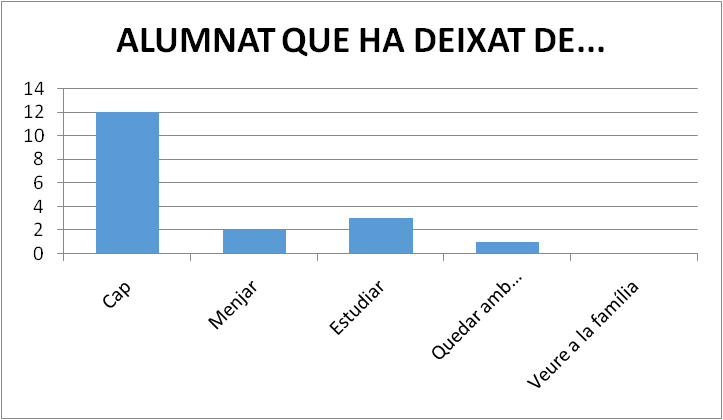 ALUMNAT QUE HA DEIXAT DE...
14
12
10
8
6
4
2
0
Cap
Menjar
Estudiar
Quedar amb...
Veure a la família